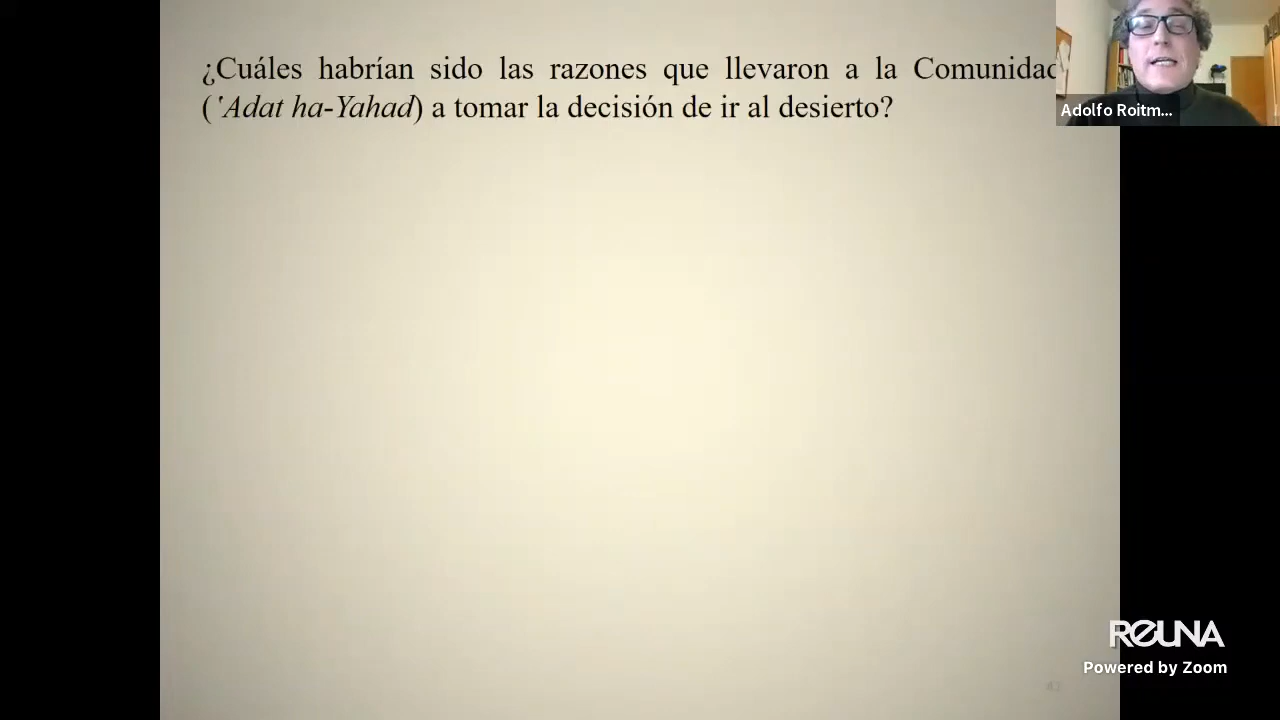 ¿Cuáles habrían sido las razones que llevaron a la Comunidad
(ʽAdat ha-Yahad) a tomar la decisión de ir al desierto?
Adolfo Roitm...
REUNA
Powered by Zoom